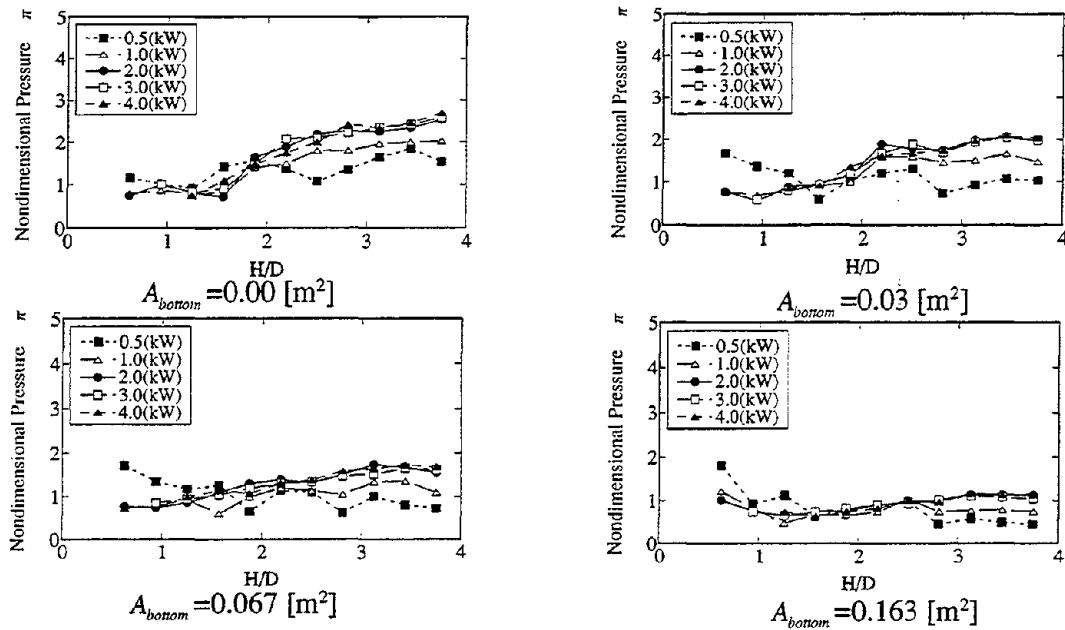 π
Nondimensional Pressure
5
4
3
2
1
0
0.5(kW)
1.0(kW)
2.0(kW)
3.0(kW)
4.0(kW)
0 1 2 3 4
H/D
A_bottom =0.00 [m²]
π
Nondimensional Pressure
5
4
3
2
1
0
0.5(kW)
1.0(kW)
2.0(kW)
3.0(kW)
4.0(kW)
0 1 2 3 4
H/D
A_bottom =0.03 [m²]
π
Nondimensional Pressure
5
4
3
2
1
0
0.5(kW)
1.0(kW)
2.0(kW)
3.0(kW)
4.0(kW)
0 1 2 3 4
H/D
A_bottom =0.067 [m²]
π
Nondimensional Pressure
5
4
3
2
1
0
0.5(kW)
1.0(kW)
2.0(kW)
3.0(kW)
4.0(kW)
0 1 2 3 4
H/D
A_bottom =0.163 [m²]